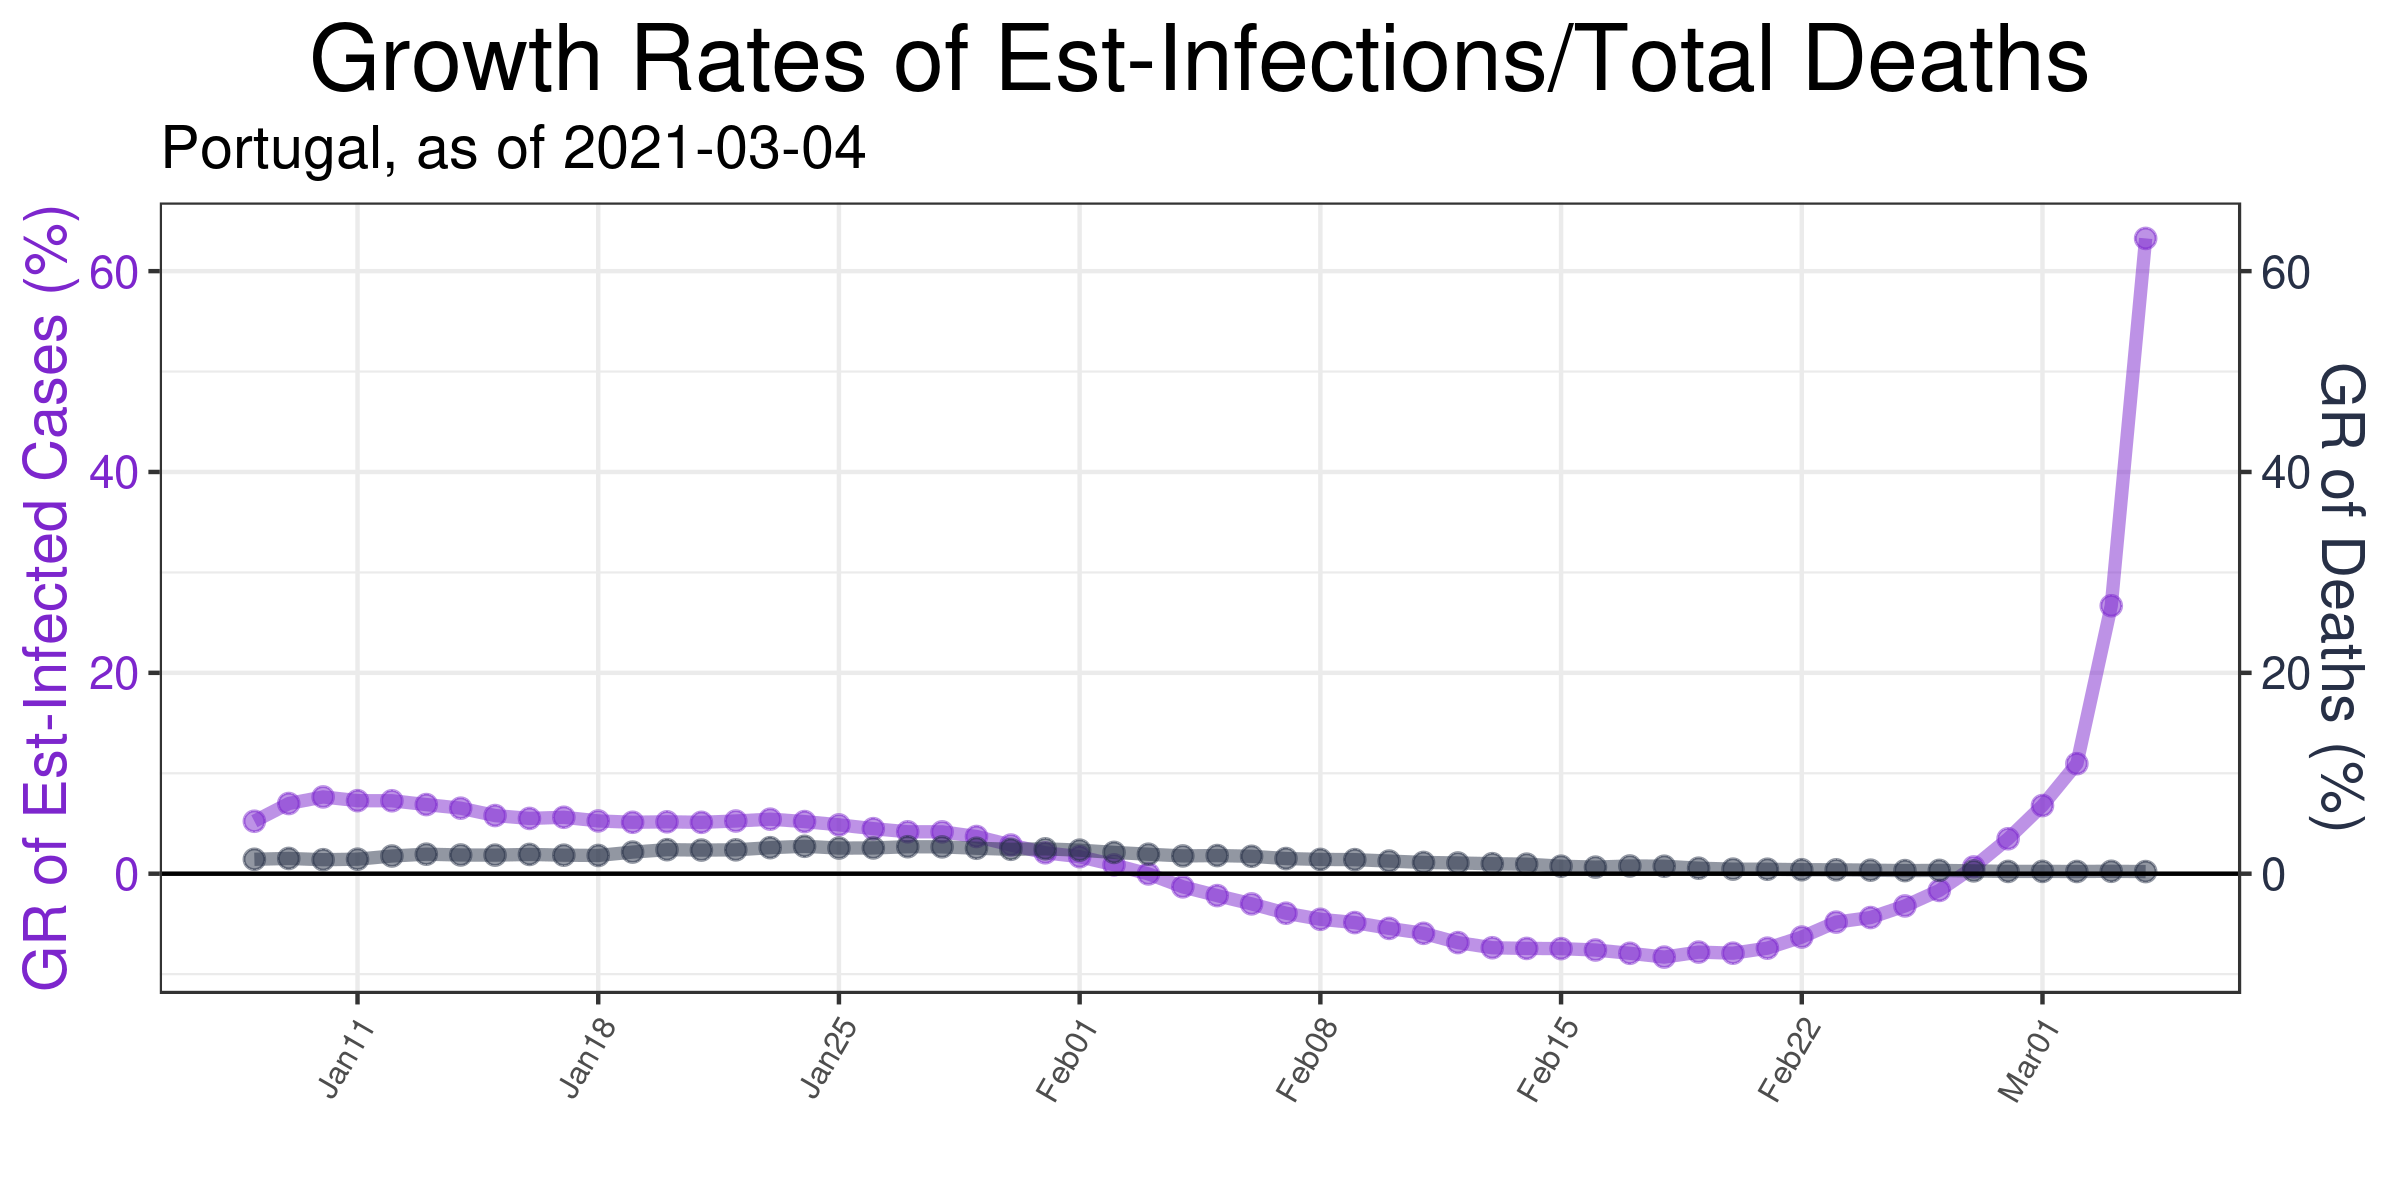 Growth Rates of Est-Infections/Total Deaths
Portugal, as of 2021-03-04
GR of Est-Infected Cases (%)
60
40
20
0
60
40
20
0
GR of Deaths (%)
Jan11
Jan18
Jan25
Feb01
Feb08
Feb15
Feb22
Mar01